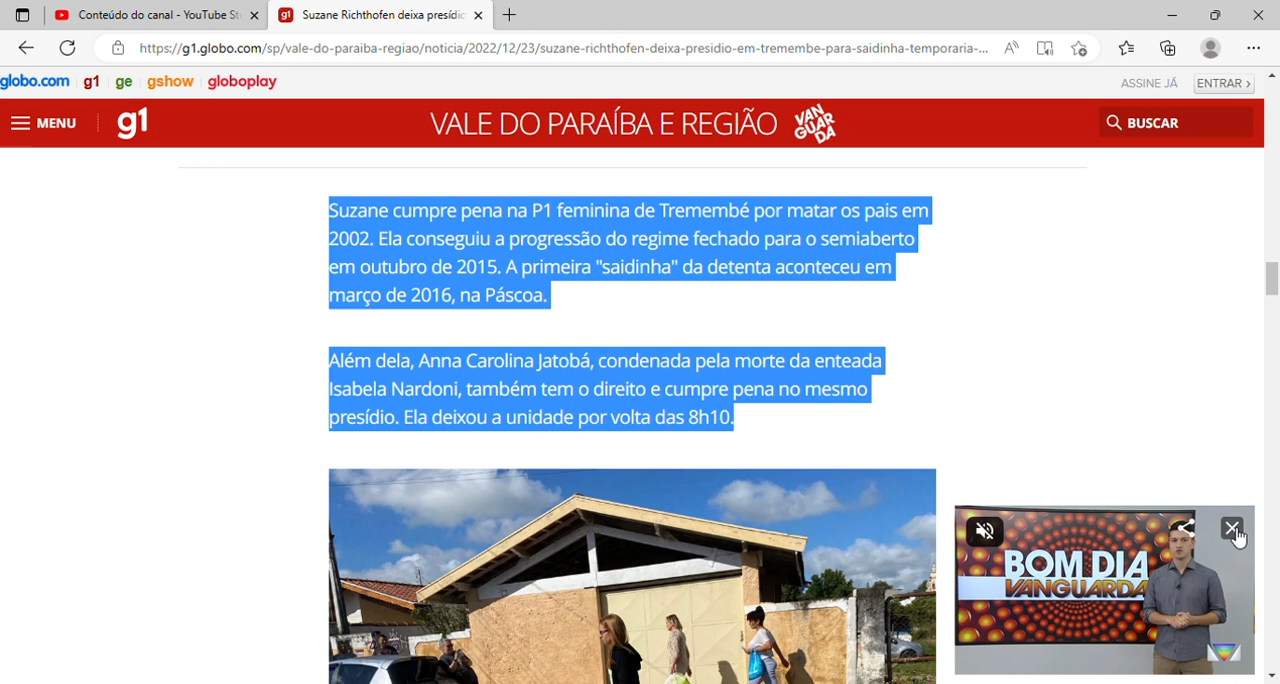 Conteúdo do canal - YouTube St
Suzane Richthofen deixa presídio
https://g1.globo.com/sp/vale-do-paraiba-regiao/noticia/2022/12/23/suzane-richthofen-deixa-presidio-em-tremembe-para-saidinha-temporaria-...
globo.com g1 ge gshow globoplay
ASSINE JÁ ENTRAR
MENU g1 VALE DO PARAÍBA E REGIÃO VANGUARDA BUSCAR
Suzane cumpre pena na P1 feminina de Tremembé por matar os pais em
2002. Ela conseguiu a progressão do regime fechado para o semiaberto
em outubro de 2015. A primeira "saidinha" da detenta aconteceu em
março de 2016, na Páscoa.
Além dela, Anna Carolina Jatobá, condenada pela morte da enteada
Isabela Nardoni, também tem o direito e cumpre pena no mesmo
presídio. Ela deixou a unidade por volta das 8h10.
BOM DIA
VANGUARDA